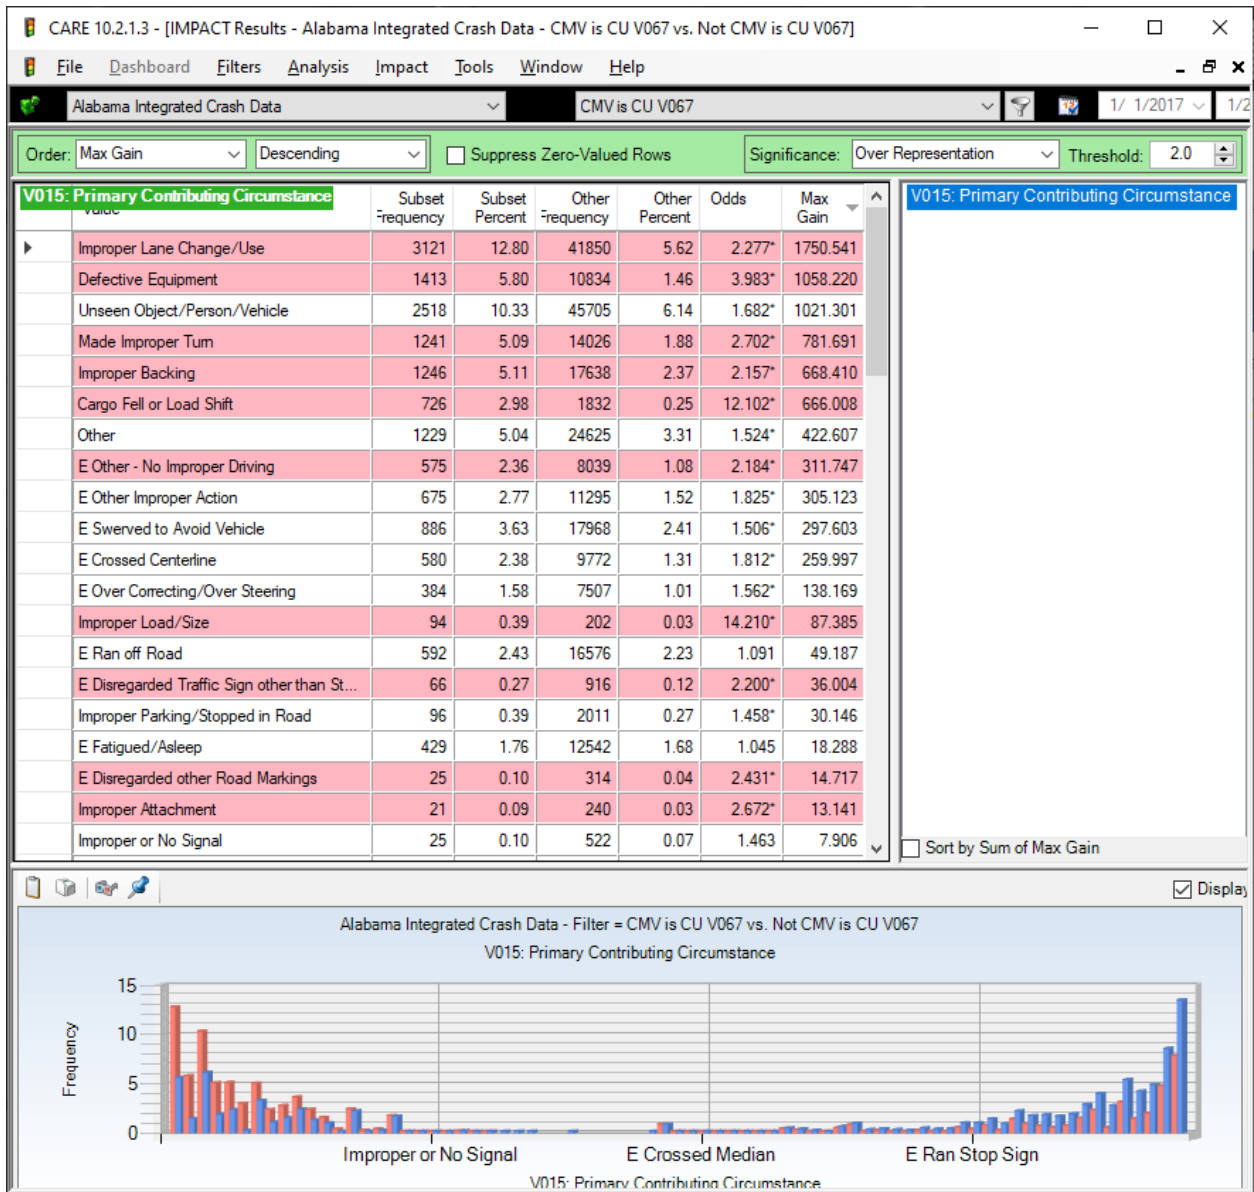 CARE 10.2.1.3 - [IMPACT Results - Alabama Integrated Crash Data - CMV is CU V067 vs. Not CMV is CU V067]
File Dashboard Filters Analysis Impact Tools Window Help
Alabama Integrated Crash Data CMV is CU V067 1/ 1/2017 1/2
Order: Max Gain Descending Suppress Zero-Valued Rows Significance: Over Representation Threshold: 2.0
V015: Primary Contributing Circumstance Subset Frequency Subset Percent Other Frequency Other Percent Odds Max Gain V015: Primary Contributing Circumstance
Improper Lane Change/Use 3121 12.80 41850 5.62 2.277* 1750.541
Defective Equipment 1413 5.80 10834 1.46 3.983* 1058.220
Unseen Object/Person/Vehicle 2518 10.33 45705 6.14 1.682* 1021.301
Made Improper Turn 1241 5.09 14026 1.88 2.702* 781.691
Improper Backing 1246 5.11 17638 2.37 2.157* 668.410
Cargo Fell or Load Shift 726 2.98 1832 0.25 12.102* 666.008
Other 1229 5.04 24625 3.31 1.524* 422.607
E Other - No Improper Driving 575 2.36 8039 1.08 2.184* 311.747
E Other Improper Action 675 2.77 11295 1.52 1.825* 305.123
E Swerved to Avoid Vehicle 886 3.63 17968 2.41 1.506* 297.603
E Crossed Centerline 580 2.38 9772 1.31 1.812* 259.997
E Over Correcting/Over Steering 384 1.58 7507 1.01 1.562* 138.169
Improper Load/Size 94 0.39 202 0.03 14.210* 87.385
E Ran off Road 592 2.43 16576 2.23 1.091 49.187
E Disregarded Traffic Sign other than St... 66 0.27 916 0.12 2.200* 36.004
Improper Parking/Stopped in Road 96 0.39 2011 0.27 1.458* 30.146
E Fatigued/Asleep 429 1.76 12542 1.68 1.045 18.288
E Disregarded other Road Markings 25 0.10 314 0.04 2.431* 14.717
Improper Attachment 21 0.09 240 0.03 2.672* 13.141
Improper or No Signal 25 0.10 522 0.07 1.463 7.906
Sort by Sum of Max Gain
Display
Alabama Integrated Crash Data - Filter = CMV is CU V067 vs. Not CMV is CU V067
V015: Primary Contributing Circumstance
Frequency
15
10
5
0
Improper or No Signal E Crossed Median E Ran Stop Sign
V015: Primary Contributing Circumstance